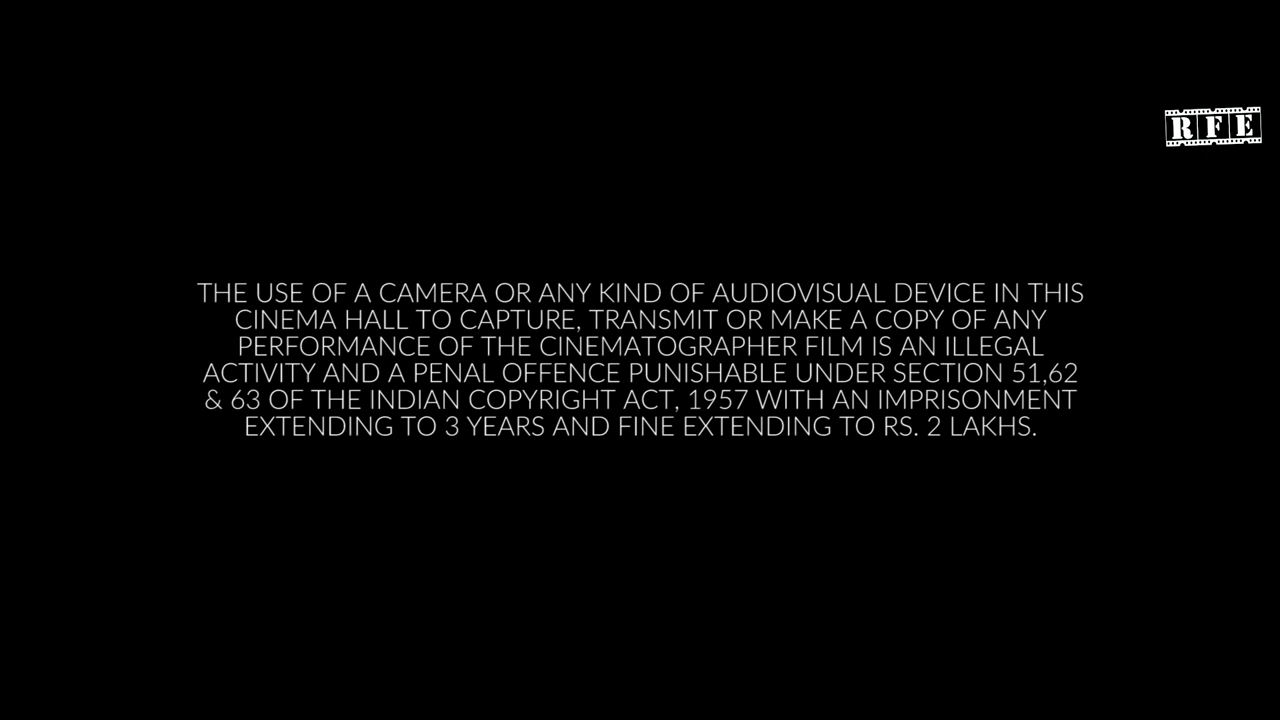 RFE
THE USE OF A CAMERA OR ANY KIND OF AUDIOVISUAL DEVICE IN THIS
CINEMA HALL TO CAPTURE, TRANSMIT OR MAKE A COPY OF ANY
PERFORMANCE OF THE CINEMATOGRAPHER FILM IS AN ILLEGAL
ACTIVITY AND A PENAL OFFENCE PUNISHABLE UNDER SECTION 51,62
& 63 OF THE INDIAN COPYRIGHT ACT, 1957 WITH AN IMPRISONMENT
EXTENDING TO 3 YEARS AND FINE EXTENDING TO RS. 2 LAKHS.